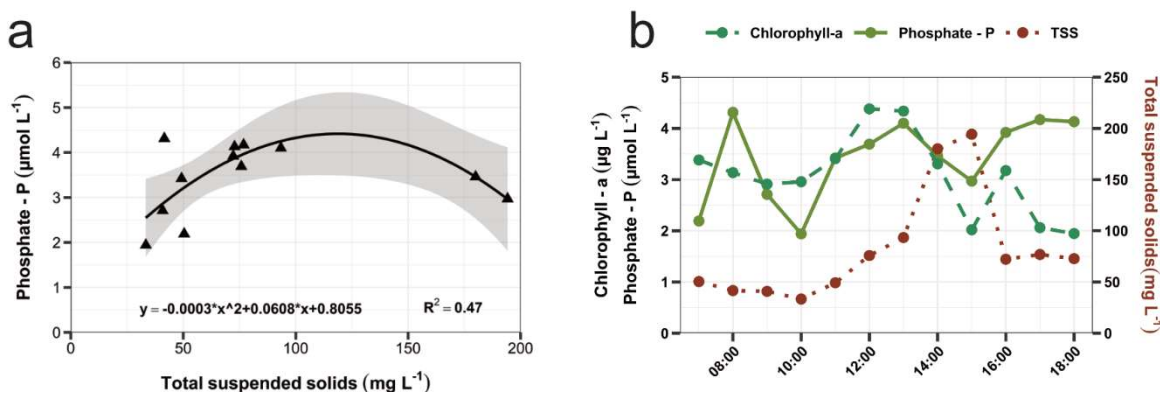 a
Phosphate - P (µmol L⁻¹)
6
5
4
3
2
1
0
y = -0.0003*x^2+0.0608*x+0.8055
R² = 0.47
0
50
100
150
200
Total suspended solids (mg L⁻¹)
b
Chlorophyll-a
Phosphate - P
TSS
Chlorophyll - a (µg L⁻¹)
Phosphate - P (µmol L⁻¹)
5
4
3
2
1
0
250
200
150
100
50
0
Total suspended solids(mg L⁻¹)
08:00
10:00
12:00
14:00
16:00
18:00